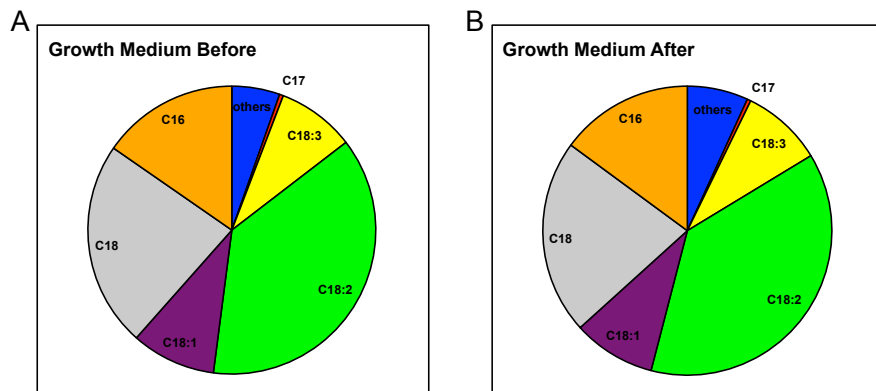 A
Growth Medium Before
C17
others
C16
C18:3
C18
C18:2
C18:1
B
Growth Medium After
C17
others
C16
C18:3
C18
C18:2
C18:1